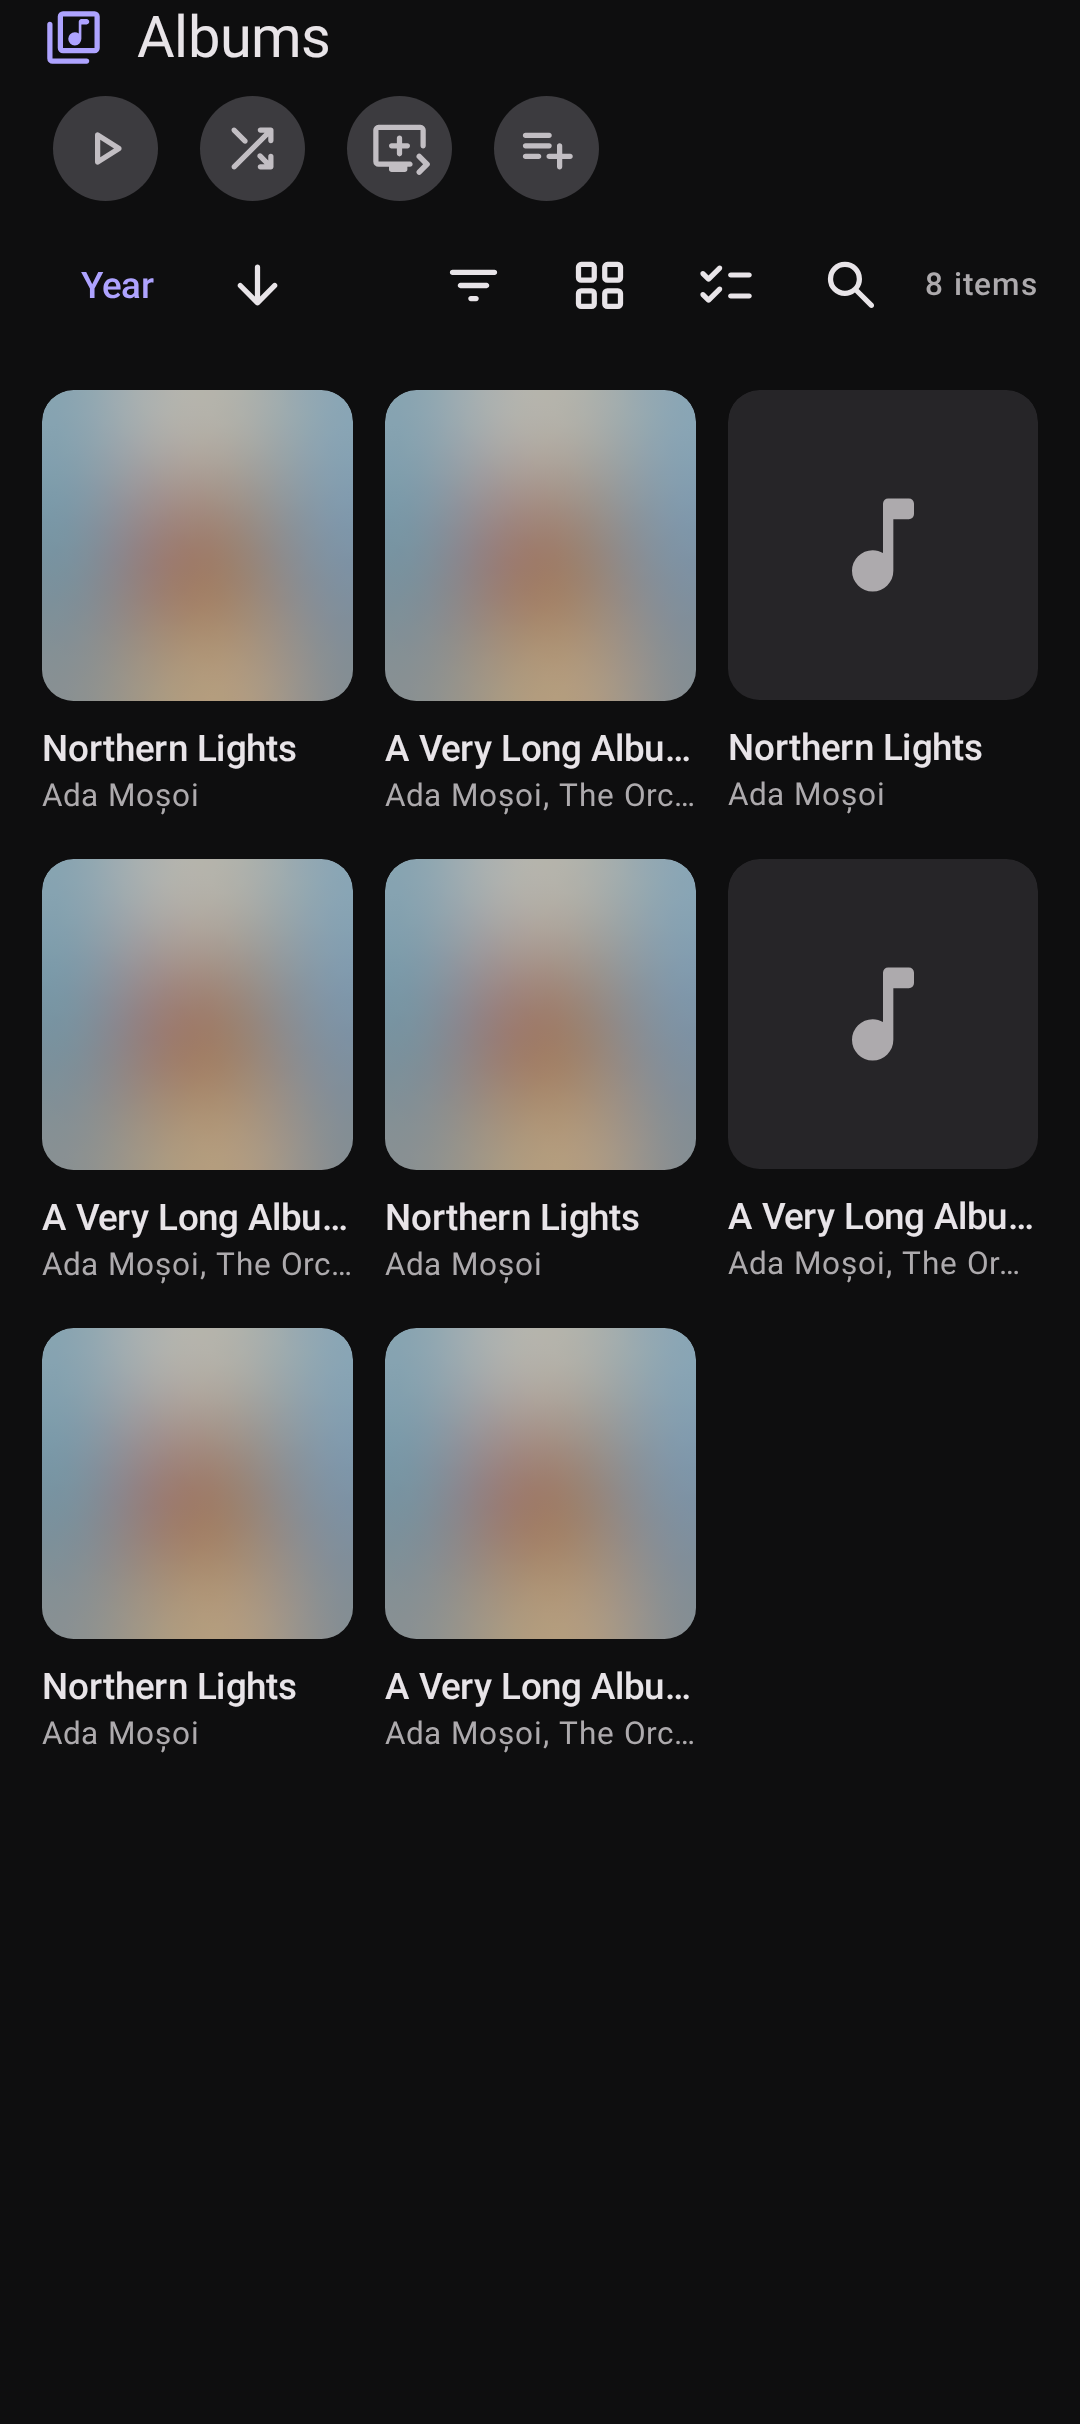 Albums
Year
8 items
Northern Lights
Ada Moșoi
A Very Long Albu...
Ada Moșoi, The Orc...
Northern Lights
Ada Moșoi
A Very Long Albu...
Ada Moșoi, The Orc...
Northern Lights
Ada Moșoi
A Very Long Albu...
Ada Moșoi, The Or...
Northern Lights
Ada Moșoi
A Very Long Albu...
Ada Moșoi, The Orc...